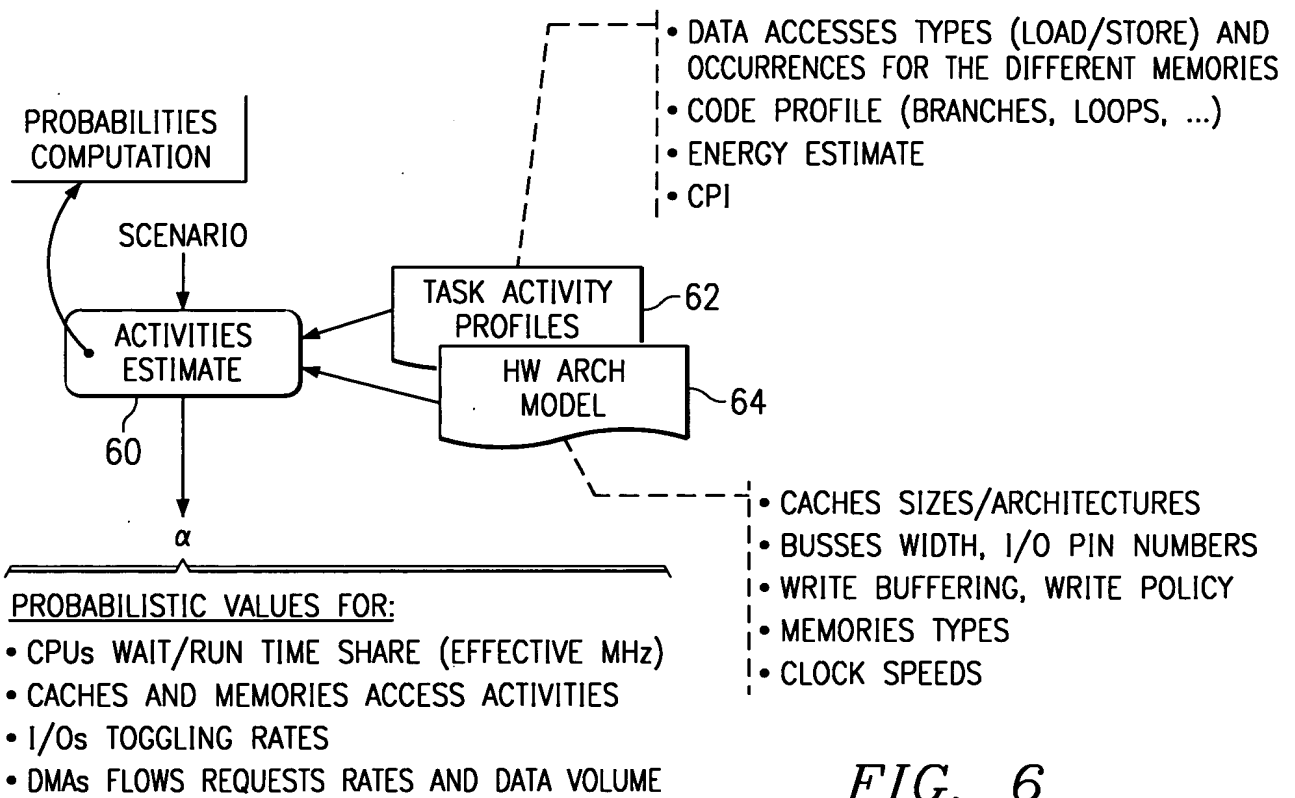 • DATA ACCESSES TYPES (LOAD/STORE) AND
OCCURRENCES FOR THE DIFFERENT MEMORIES
• CODE PROFILE (BRANCHES, LOOPS, ...)
• ENERGY ESTIMATE
• CPI
PROBABILITIES
COMPUTATION
SCENARIO
TASK ACTIVITY
PROFILES
62
ACTIVITIES
ESTIMATE
60
HW ARCH
MODEL
64
α
• CACHES SIZES/ARCHITECTURES
• BUSSES WIDTH, I/O PIN NUMBERS
• WRITE BUFFERING, WRITE POLICY
• MEMORIES TYPES
• CLOCK SPEEDS
PROBABILISTIC VALUES FOR:
• CPUs WAIT/RUN TIME SHARE (EFFECTIVE MHz)
• CACHES AND MEMORIES ACCESS ACTIVITIES
• I/Os TOGGLING RATES
• DMAs FLOWS REQUESTS RATES AND DATA VOLUME
FIG. 6